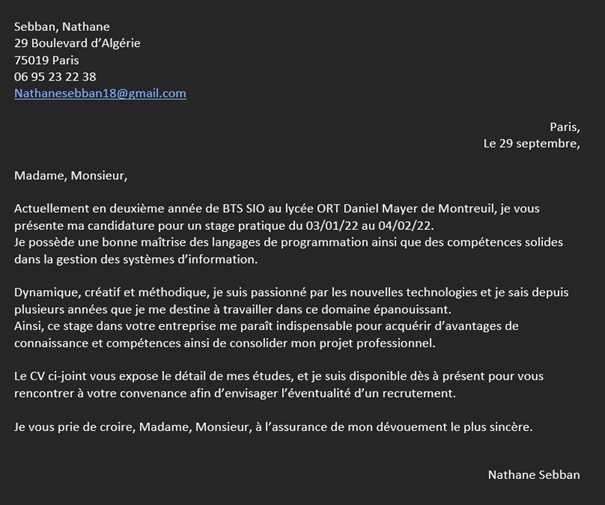 Sebban, Nathane
29 Boulevard d’Algérie
75019 Paris
06 95 23 22 38
Nathanesebban18@gmail.com
Paris,
Le 29 septembre,
Madame, Monsieur,
Actuellement en deuxième année de BTS SIO au lycée ORT Daniel Mayer de Montreuil, je vous
présente ma candidature pour un stage pratique du 03/01/22 au 04/02/22.
Je possède une bonne maîtrise des langages de programmation ainsi que des compétences solides
dans la gestion des systèmes d’information.
Dynamique, créatif et méthodique, je suis passionné par les nouvelles technologies et je sais depuis
plusieurs années que je me destine à travailler dans ce domaine épanouissant.
Ainsi, ce stage dans votre entreprise me paraît indispensable pour acquérir d’avantages de
connaissance et compétences ainsi de consolider mon projet professionnel.
Le CV ci-joint vous expose le détail de mes études, et je suis disponible dès à présent pour vous
rencontrer à votre convenance afin d’envisager l’éventualité d’un recrutement.
Je vous prie de croire, Madame, Monsieur, à l’assurance de mon dévouement le plus sincère.
Nathane Sebban